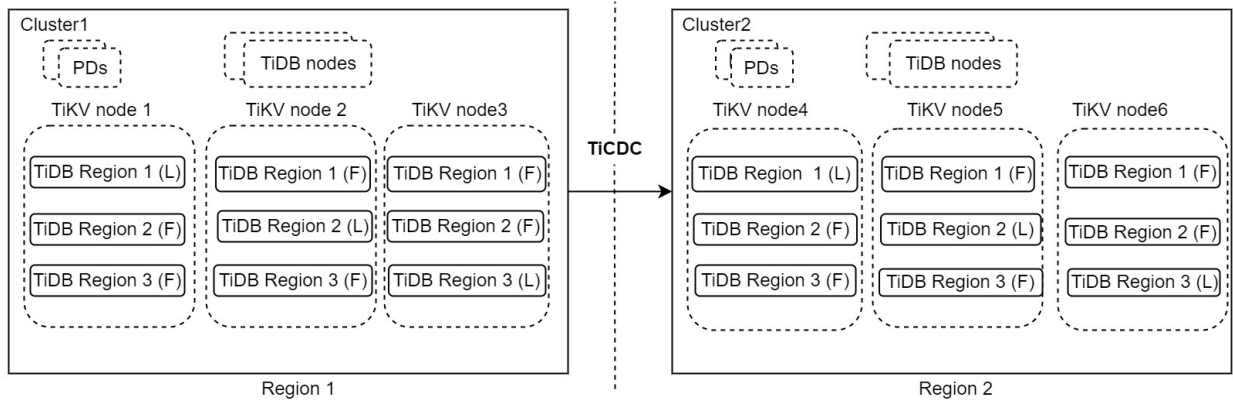 Cluster1
PDs
TiDB nodes
TiKV node 1
TiKV node 2
TiKV node3
TiDB Region 1 (L)
TiDB Region 1 (F)
TiDB Region 1 (F)
TiDB Region 2 (F)
TiDB Region 2 (L)
TiDB Region 2 (F)
TiDB Region 3 (F)
TiDB Region 3 (F)
TiDB Region 3 (L)
Region 1
TiCDC
Cluster2
PDs
TiDB nodes
TiKV node4
TiKV node5
TiKV node6
TiDB Region 1 (L)
TiDB Region 1 (F)
TiDB Region 1 (F)
TiDB Region 2 (F)
TiDB Region 2 (L)
TiDB Region 2 (F)
TiDB Region 3 (F)
TiDB Region 3 (F)
TiDB Region 3 (L)
Region 2